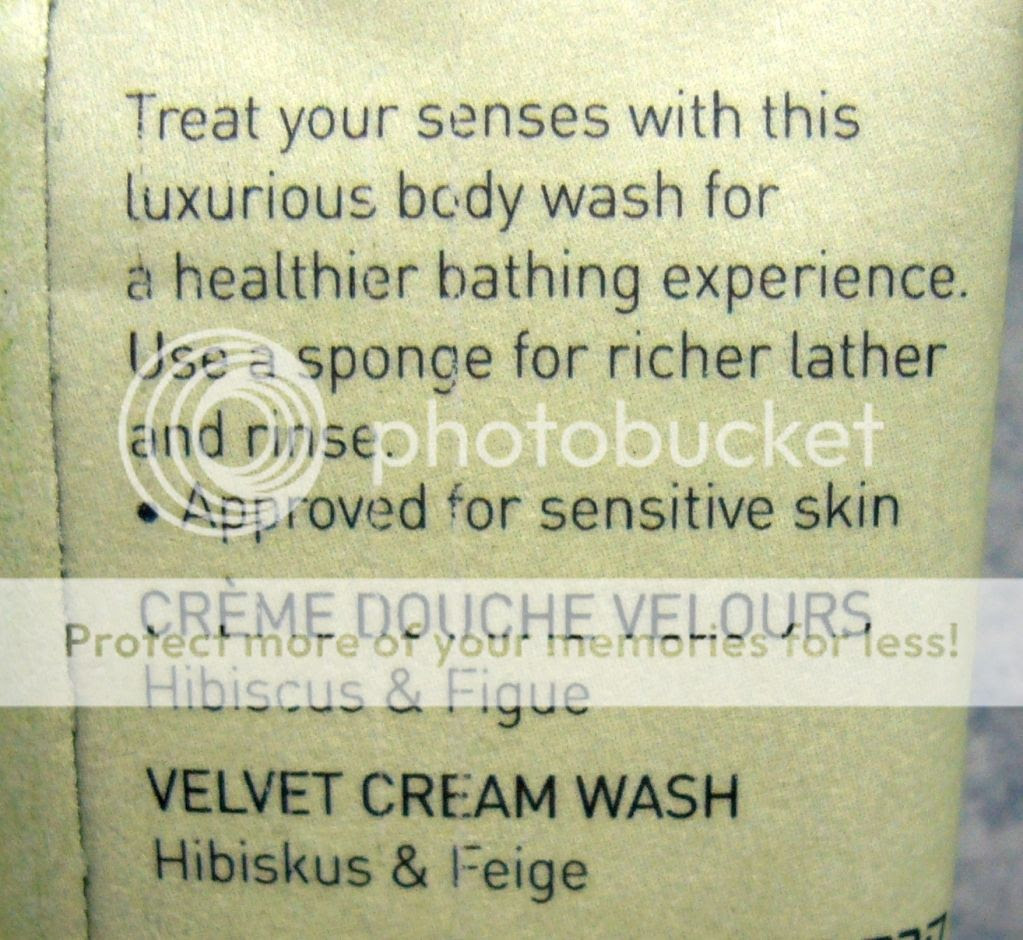 Treat your senses with this
luxurious body wash for
a healthier bathing experience.
Use a sponge for richer lather
and rinse.
photobucket
• Approved for sensitive skin
CRÈME DOUCHE VELOURS
Protect more of your memories for less!
Hibiscus & Figue
VELVET CREAM WASH
Hibiskus & Feige